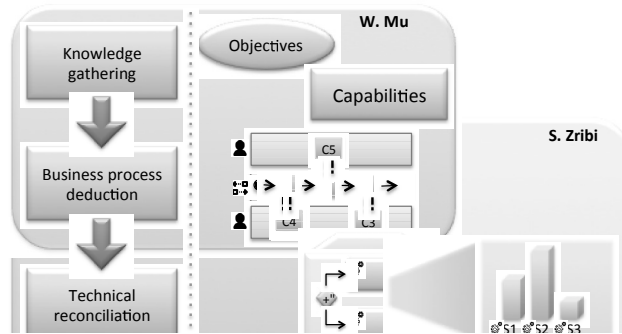 W. Mu
Knowledge
gathering
Objectives
Capabilities
S. Zribi
C5
Business process
deduction
C4
C3
Technical
reconciliation
+"
S1
S2
S3